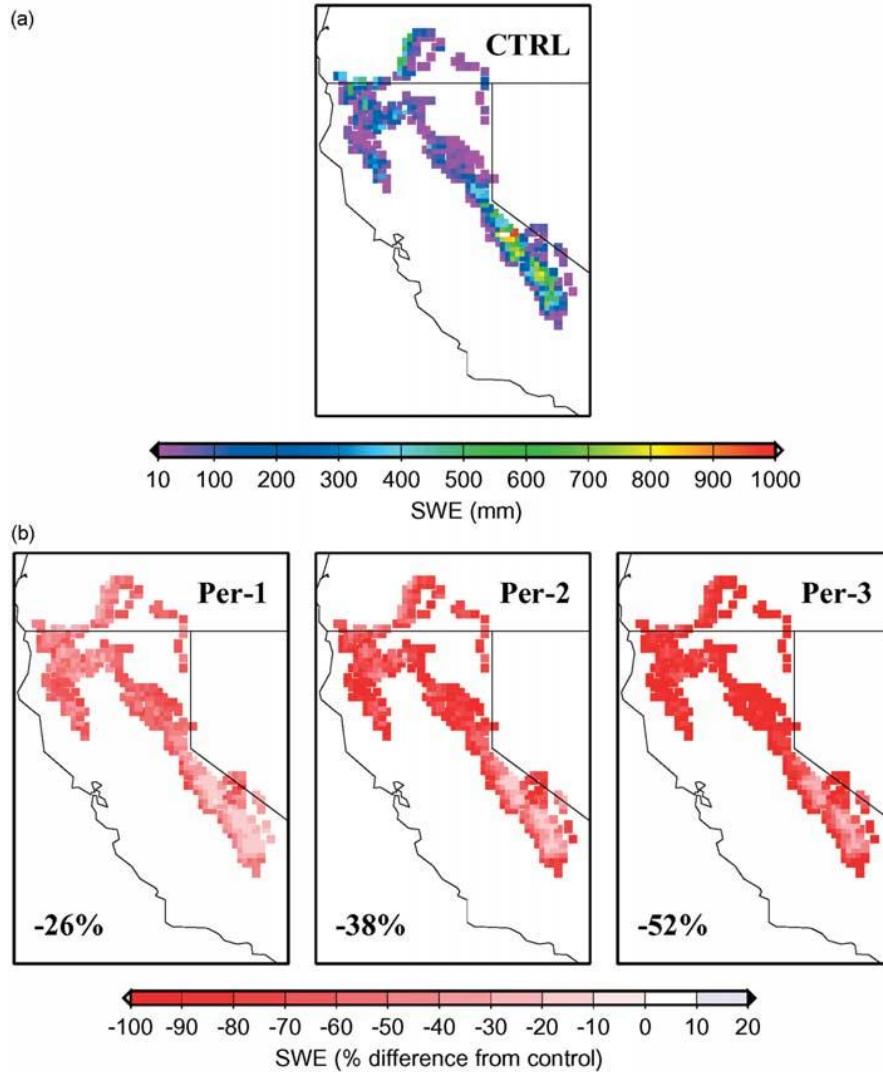 (a)
CTRL
10 100 200 300 400 500 600 700 800 900 1000
SWE (mm)
(b)
Per-1 Per-2 Per-3
-26% -38% -52%
-100 -90 -80 -70 -60 -50 -40 -30 -20 -10 0 10 20
SWE (% difference from control)